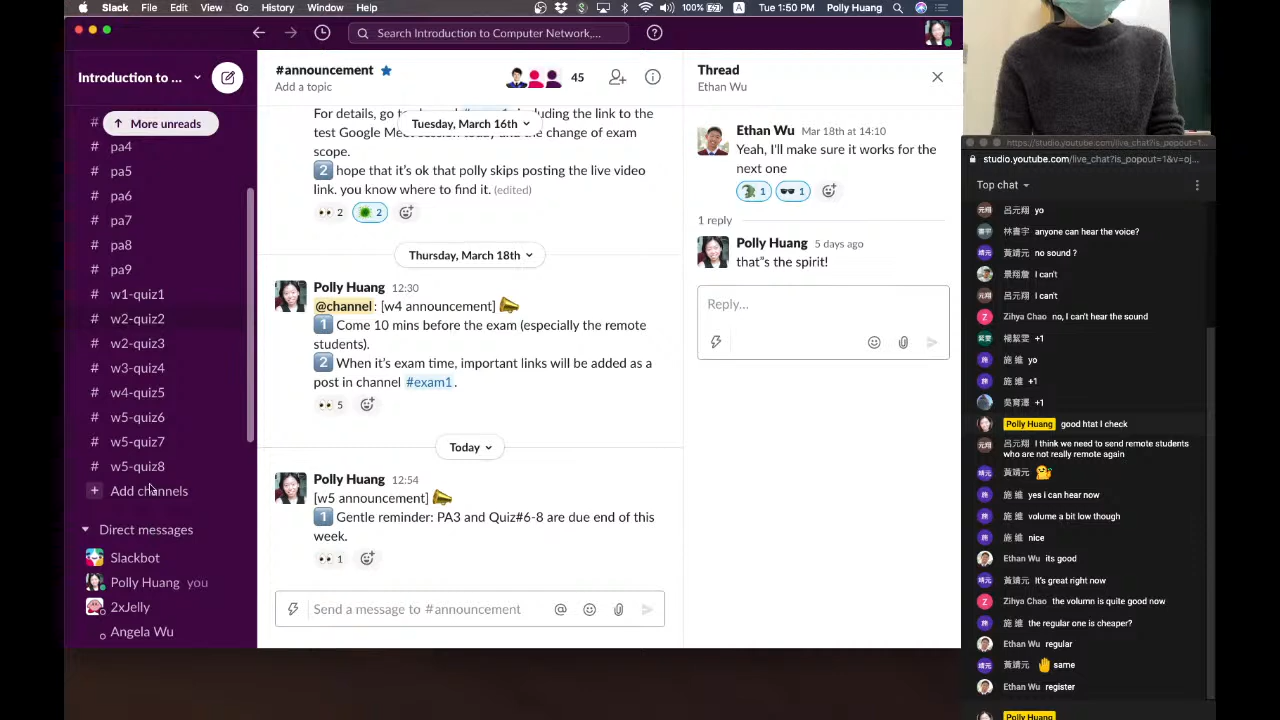 Slack File Edit View Go History Window Help 100% A Tue 1:50 PM Polly Huang
Search Introduction to Computer Network,...
Introduction to ...
More unreads
#
# pa4
# pa5
# pa6
# pa7
# pa8
# pa9
# w1-quiz1
# w2-quiz2
# w2-quiz3
# w3-quiz4
# w4-quiz5
# w5-quiz6
# w5-quiz7
# w5-quiz8
+ Add channels
Direct messages
Slackbot
Polly Huang you
2xJelly
Angela Wu
#announcement
Add a topic
45
Tuesday, March 16th
For details, go to
including the link to the
test Google Meet session today and the change of exam
scope.
2 hope that it's ok that polly skips posting the live video
link. you know where to find it. (edited)
2 2
Thursday, March 18th
Polly Huang 12:30
@channel: [w4 announcement]
1 Come 10 mins before the exam (especially the remote
students).
2 When it's exam time, important links will be added as a
post in channel #exam1.
5
Today
Polly Huang 12:54
[w5 announcement]
1 Gentle reminder: PA3 and Quiz#6-8 are due end of this
week.
1
Send a message to #announcement
Thread
Ethan Wu
Ethan Wu Mar 18th at 14:10
Yeah, I'll make sure it works for the
next one
1 1
1 reply
Polly Huang 5 days ago
that"s the spirit!
Reply...
https://studio.youtube.com/live_chat?is_popout=1...
studio.youtube.com/live_chat?is_popout=1&v=oj...
Top chat
呂元翔 yo
林書宇 anyone can hear the voice?
黃靖元 no sound ?
景翔詹 I can't
呂元翔 I can't
Zihya Chao no, I can't hear the sound
楊絜雯 +1
施 維 yo
施 維 +1
吳育澤 +1
Polly Huang good htat I check
呂元翔 I think we need to send remote students
who are not really remote again
黃靖元
施 維 yes i can hear now
施 維 volume a bit low though
施 維 nice
Ethan Wu its good
黃靖元 It's great right now
Zihya Chao the volumn is quite good now
施 維 the regular one is cheaper?
Ethan Wu regular
黃靖元 same
Ethan Wu register
Polly Huang